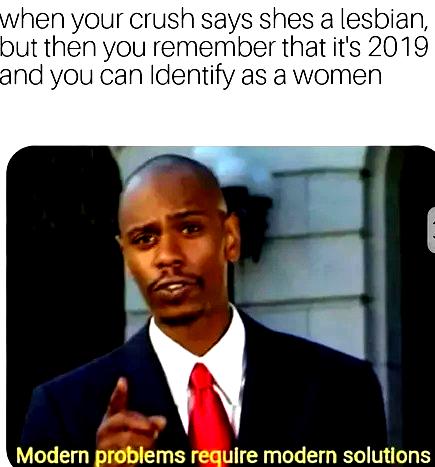 when your crush says shes a lesbian,
but then you remember that it's 2019
and you can Identify as a women
Modern problems require modern solutions